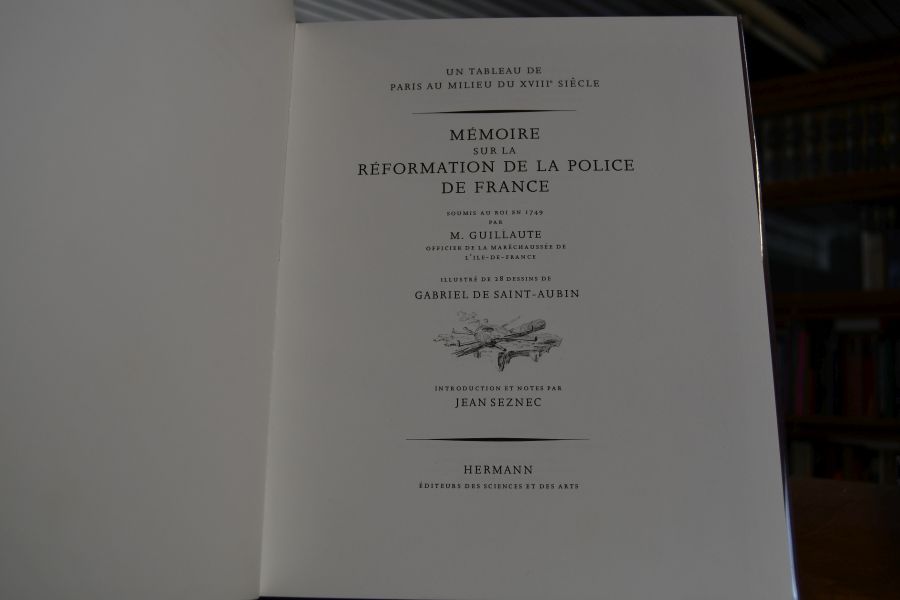 UN TABLEAU DE
PARIS AU MILIEU DU XVIIIe SIÈCLE
MÉMOIRE
SUR LA
RÉFORMATION DE LA POLICE
DE FRANCE
SOUMIS AU ROI EN 1749
PAR
M. GUILLAUTE
OFFICIER DE LA MARÉCHAUSSÉE DE
L'ILE-DE-FRANCE
ILLUSTRÉ DE 28 DESSINS DE
GABRIEL DE SAINT-AUBIN
INTRODUCTION ET NOTES PAR
JEAN SEZNEC
HERMANN
ÉDITEURS DES SCIENCES ET DES ARTS